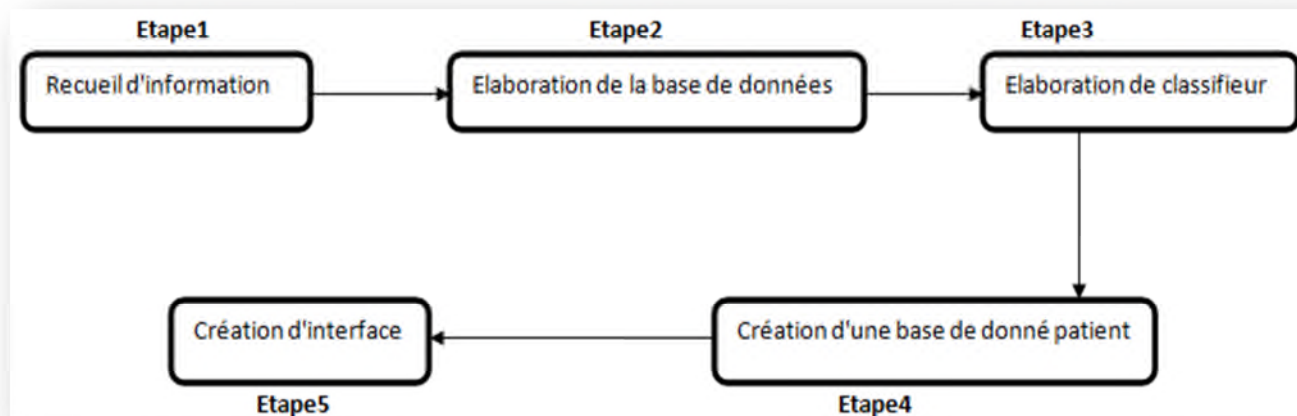 Etape1
Recueil d'information
Etape2
Elaboration de la base de données
Etape3
Elaboration de classifieur
Création d'une base de donné patient
Etape4
Création d'interface
Etape5